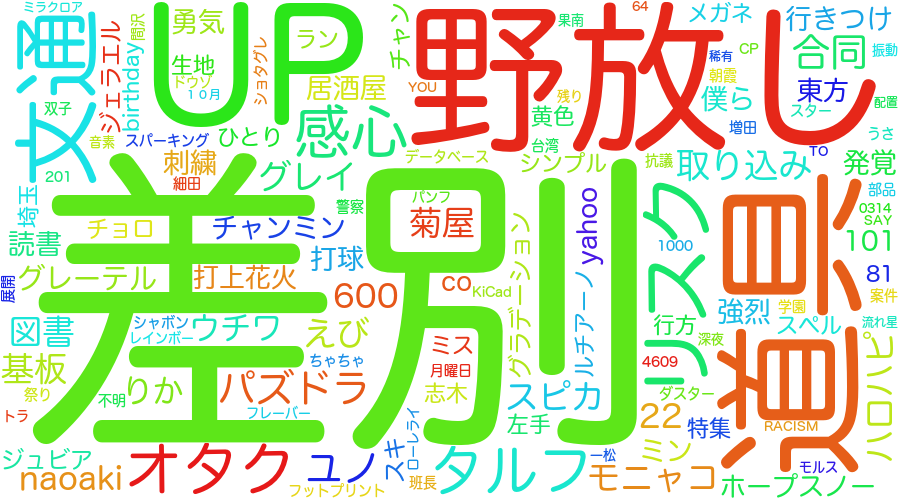 ミラクロア
文通
ジェラエル
birthday
間沢
勇気
生地
ドウソ
１０月
ショタグレ
UP
ラン
居酒屋
チャン
YOU
野放し
64
果南
残り
黄色
台湾
メガネ
稀有
CP
朝霞
僕ら
増田
行きつけ
合同
振動
東方
スター
配置
うさ
TO
発覚
双子
音素
スパーキング
ひとり
感心
201
刺繍
細田
グレイ
データベース
シンプル
抗議
取り込み
部品
0314
SAY
埼玉
読書
チョロ
チャンミン
警察
パンフ
菊屋
打球
グラデーション
yahoo
リスク
1000
道具
101
展開
グレーテル
打上花火
600
co
KiCad
ルチアーノ
81
案件
強烈
学園
図書
シャボン
レインボー
ウチワ
えび
ミス
月曜日
行方
深夜
スペル
流れ星
差別
基板
祭り
不明
りか
ちゃちゃ
パズドラ
フレーバー
志木
スピカ
左手
4609
ダスター
ハロハピ
トラ
ジュビア
naoaki
オタク
ユノ
フットプリント
スキ
ローレライ
班長
タルフ
一松
モニャコ
22
ミン
特集
RACISM
モルス
ホープスノー